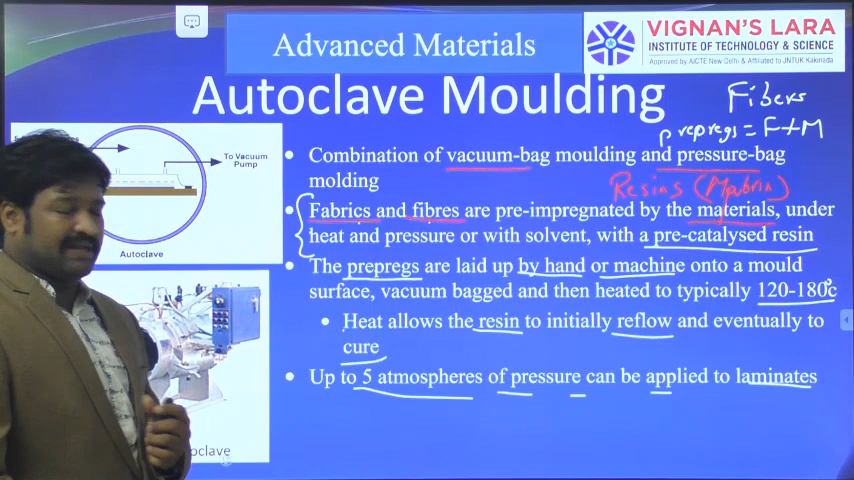 Advanced Materials
VIGNAN'S LARA
INSTITUTE OF TECHNOLOGY & SCIENCE
Approved by AICTE New Delhi & Affiliated to JNTUK Kakinada
Autoclave Moulding
Fibers
prepregs = F+M
To Vacuum
Pump
Autoclave
• Combination of vacuum-bag moulding and pressure-bag
molding
Resins (Matrix)
• Fabrics and fibres are pre-impregnated by the materials, under
heat and pressure or with solvent, with a pre-catalysed resin
• The prepregs are laid up by hand or machine onto a mould
surface, vacuum bagged and then heated to typically 120-180°c
• Heat allows the resin to initially reflow and eventually to
cure
• Up to 5 atmospheres of pressure can be applied to laminates
oclave